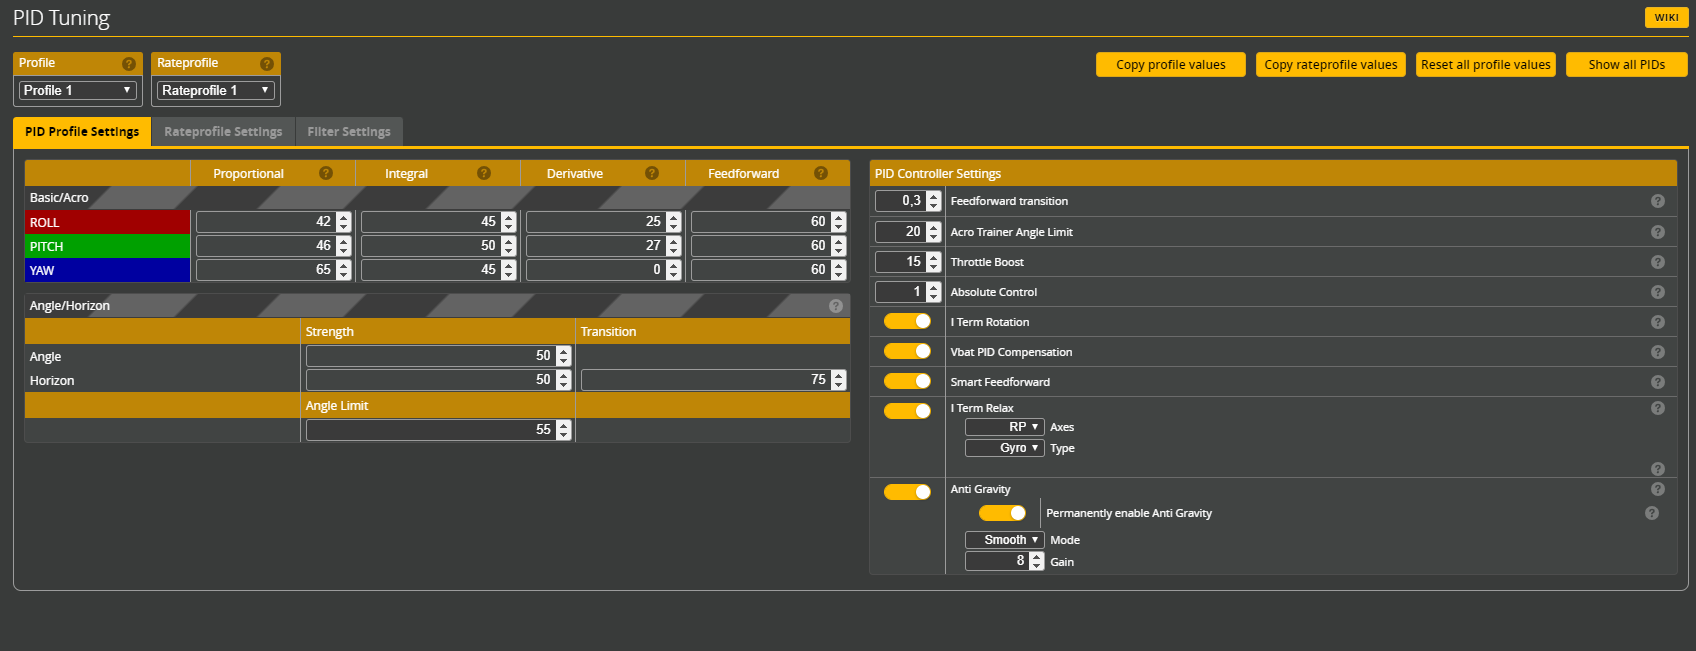 PID Tuning
WIKI
Profile
Rateprofile
Profile 1
Rateprofile 1
Copy profile values
Copy rateprofile values
Reset all profile values
Show all PIDs
PID Profile Settings
Rateprofile Settings
Filter Settings
Proportional ? Integral ? Derivative ? Feedforward ?
Basic/Acro
ROLL 42 45 25 60
PITCH 46 50 27 60
YAW 65 45 0 60
Angle/Horizon ?
Strength Transition
Angle 50
Horizon 50 75
Angle Limit
55
PID Controller Settings
0,3 Feedforward transition ?
20 Acro Trainer Angle Limit ?
15 Throttle Boost ?
1 Absolute Control ?
I Term Rotation ?
Vbat PID Compensation ?
Smart Feedforward ?
I Term Relax ?
RP Axes
Gyro Type
?
Anti Gravity ?
Permanently enable Anti Gravity ?
Smooth Mode
8 Gain